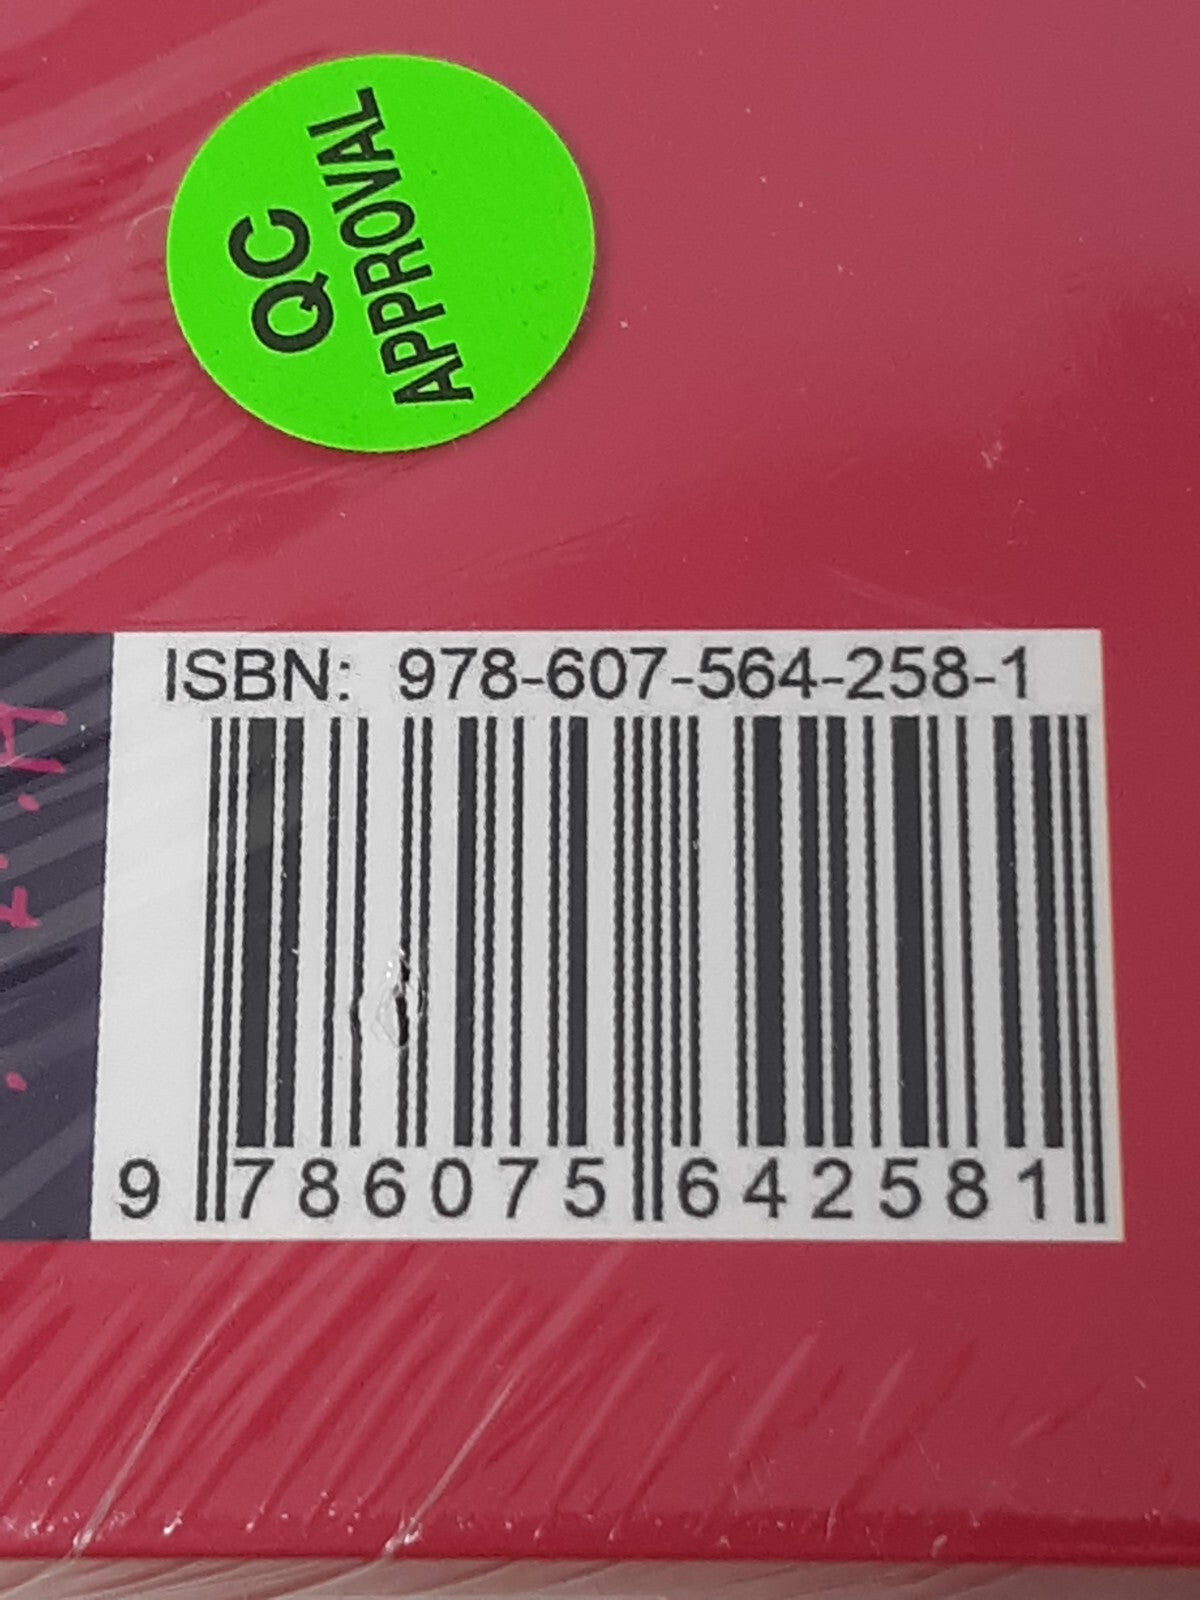 QC
APPROVAL
ISBN: 978-607-564-258-1
9 786075 642581